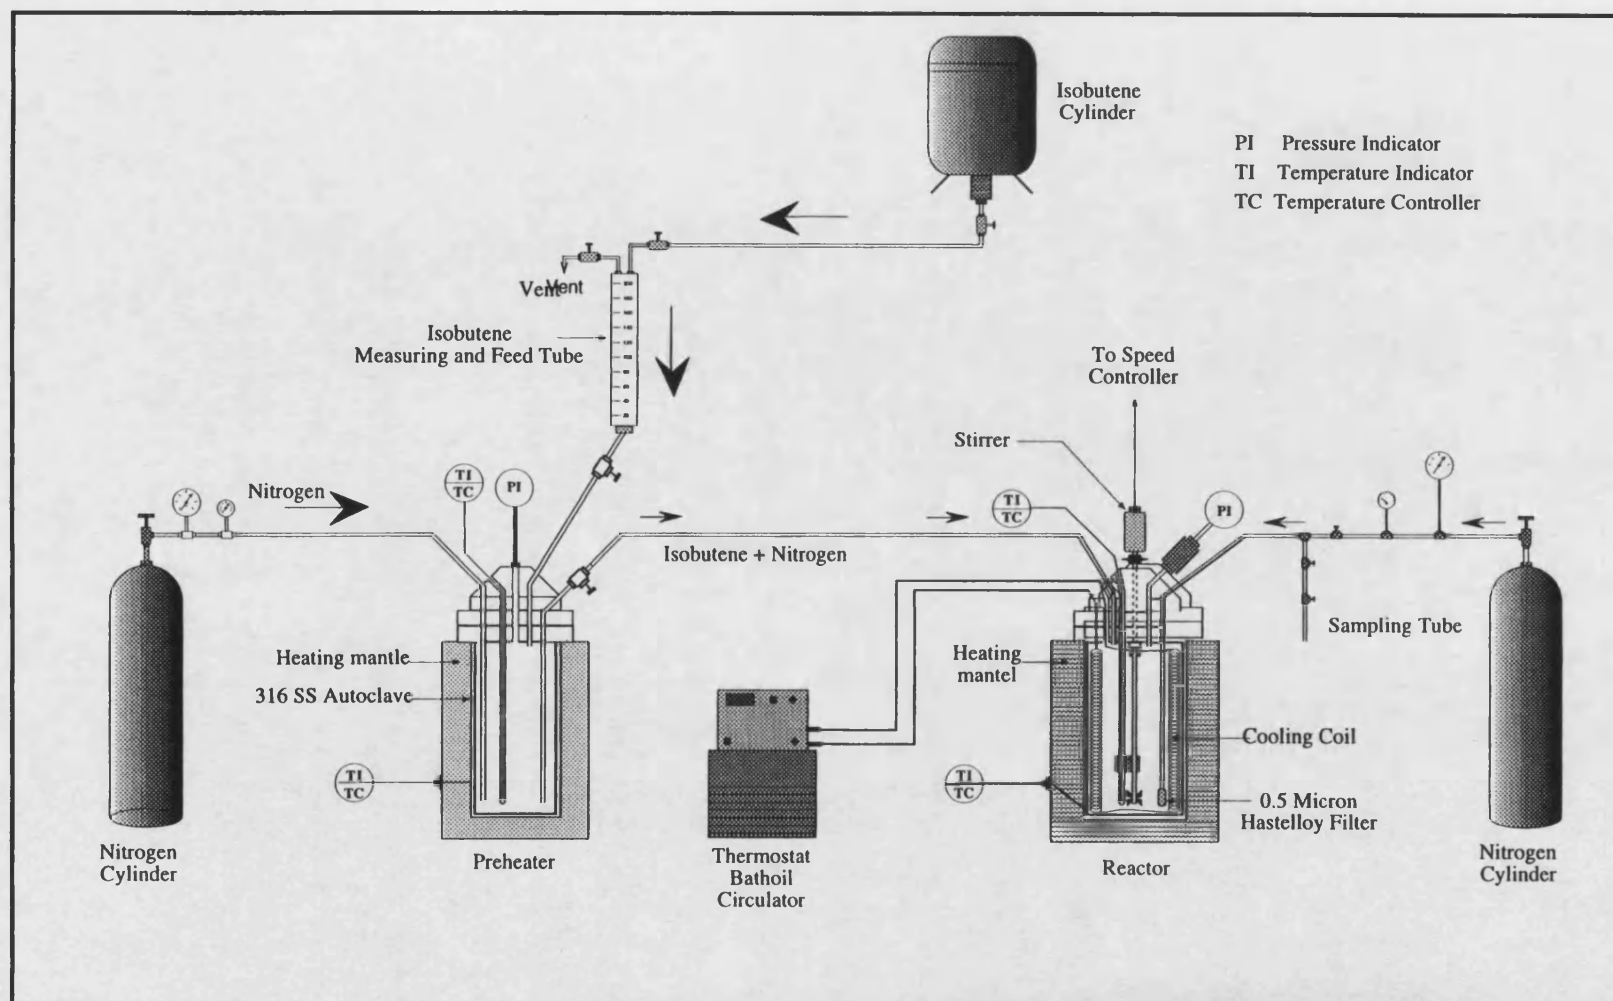 Isobutene
Cylinder
PI Pressure Indicator
TI Temperature Indicator
TC Temperature Controller
Vent
Vent
Isobutene
Measuring and Feed Tube
To Speed
Controller
Stirrer
Nitrogen
TI
TC
PI
TI
TC
PI
Isobutene + Nitrogen
Sampling Tube
Heating mantle
316 SS Autoclave
Heating
mantel
Cooling Coil
TI
TC
TI
TC
0.5 Micron
Hastelloy Filter
Nitrogen
Cylinder
Preheater
Thermostat
Bathoil
Circulator
Reactor
Nitrogen
Cylinder